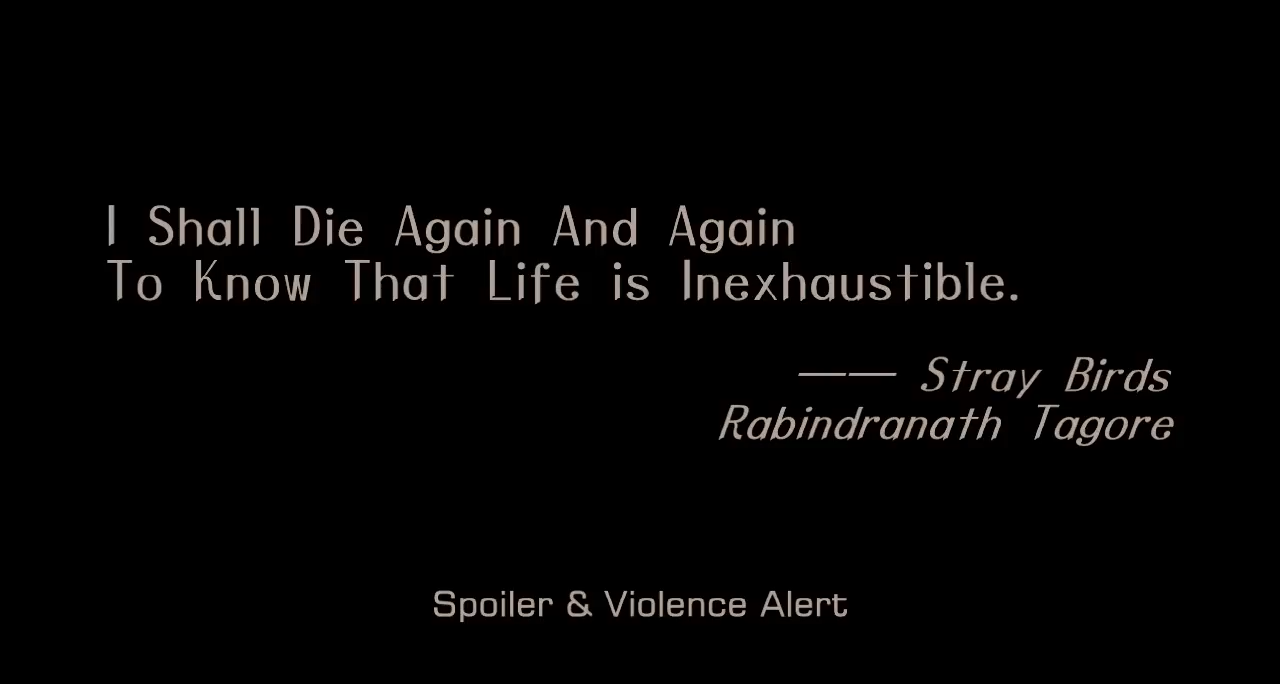 I Shall Die Again And Again
To Know That Life is Inexhaustible.
—— Stray Birds
Rabindranath Tagore
Spoiler & Violence Alert